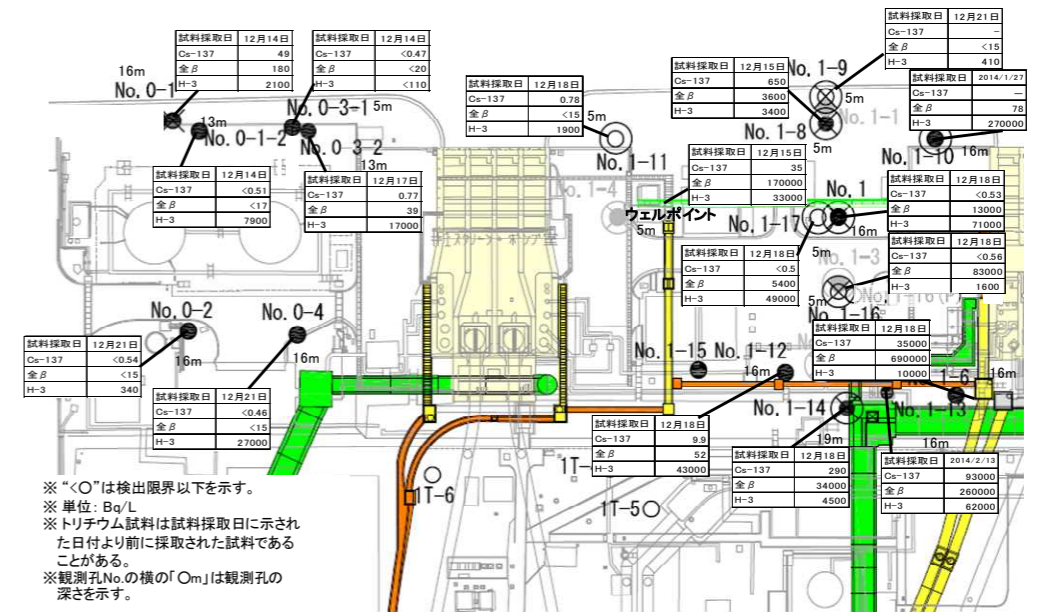 試料採取日 12月14日
Cs-137 49
全β 180
H-3 2100
試料採取日 12月14日
Cs-137 <0.47
全β <20
H-3 <110
試料採取日 12月18日
Cs-137 0.78
全β <15
H-3 1900
試料採取日 12月15日
Cs-137 650
全β 3600
H-3 3400
試料採取日 12月21日
Cs-137 －
全β <15
H-3 410
試料採取日 2014/1/27
Cs-137 －
全β 78
H-3 270000
16m
No. 0-1
13m
No. 0-1-2
No. 0-3-1 5m
No. 0-3-2
13m
5m
No. 1-11
No. 1-9
5m
No. 1-1
No. 1-8
5m
No. 1-10 16m
試料採取日 12月14日
Cs-137 <0.51
全β <17
H-3 7900
試料採取日 12月17日
Cs-137 0.77
全β 39
H-3 17000
試料採取日 12月15日
Cs-137 35
全β 170000
H-3 33000
試料採取日 12月18日
Cs-137 <0.53
全β 13000
H-3 71000
ウェルポイント
5m
No. 1-17
No. 1
16m
5m
No. 1-3
試料採取日 12月18日
Cs-137 <0.5
全β 5400
H-3 49000
試料採取日 12月18日
Cs-137 <0.56
全β 83000
H-3 1600
5m
No. 1-16(P)
No. 1-16
No. 0-2
16m
No. 0-4
16m
試料採取日 12月21日
Cs-137 <0.54
全β <15
H-3 340
試料採取日 12月21日
Cs-137 <0.46
全β <15
H-3 27000
試料採取日 12月18日
Cs-137 35000
全β 690000
H-3 10000
No. 1-15
No. 1-12
16m
1-6
16m
No. 1-14
19m
No. 1-13
16m
試料採取日 12月18日
Cs-137 9.9
全β 52
H-3 43000
試料採取日 12月18日
Cs-137 290
全β 34000
H-3 4500
試料採取日 2014/2/13
Cs-137 93000
全β 260000
H-3 62000
1T-6
1T-5
※ “<○”は検出限界以下を示す。
※ 単位： Bq/L
※トリチウム試料は試料採取日に示され
た日付より前に採取された試料である
ことがある。
※観測孔No.の横の「○m」は観測孔の
深さを示す。